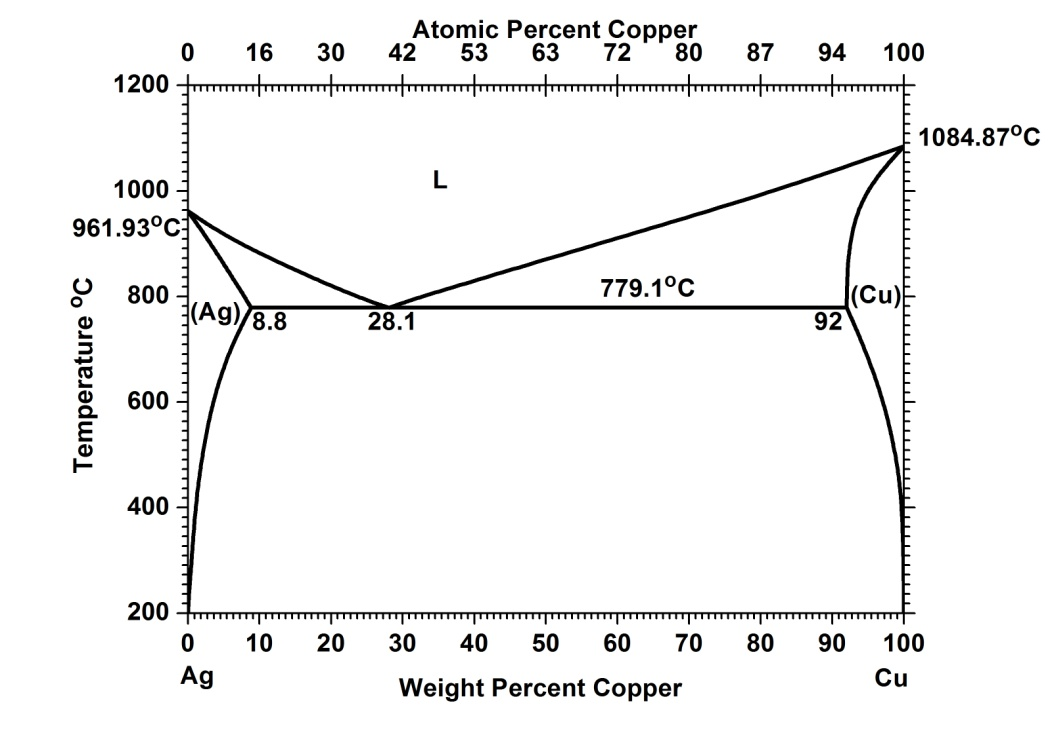 Atomic Percent Copper
0 16 30 42 53 63 72 80 87 94 100
1200
1084.87°C
L
1000
961.93°C
779.1°C
800
(Ag)
(Cu)
8.8 28.1 92
Temperature °C
600
400
200
0 10 20 30 40 50 60 70 80 90 100
Ag Weight Percent Copper Cu